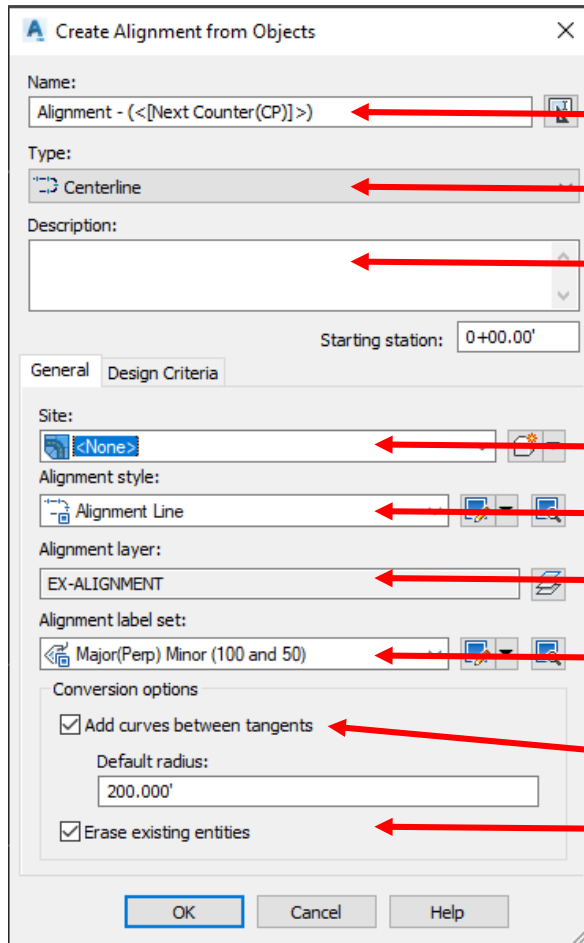 Create Alignment from Objects
Name:
Alignment - (<[Next Counter(CP)]>)
Type:
Centerline
Description:
Starting station: 0+00.00'
General Design Criteria
Site:
<None>
Alignment style:
Alignment Line
Alignment layer:
EX-ALIGNMENT
Alignment label set:
Major(Perp) Minor (100 and 50)
Conversion options
Add curves between tangents
Default radius:
200.000'
Erase existing entities
OK Cancel Help